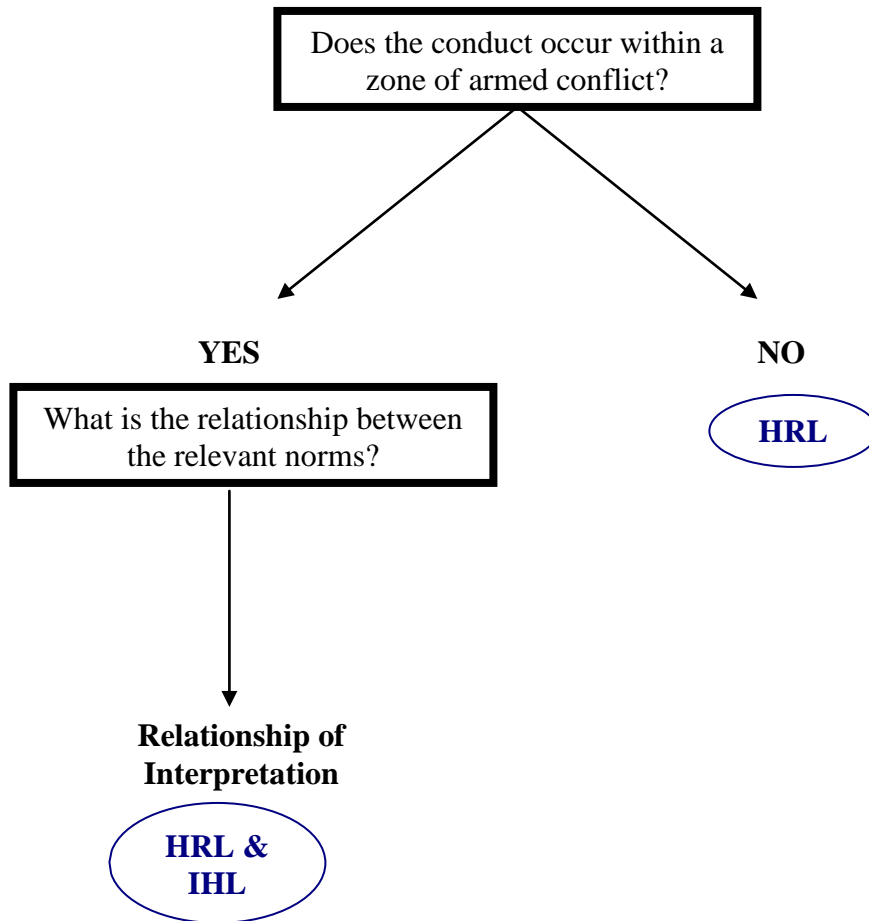 Does the conduct occur within a
zone of armed conflict?
YES
NO
What is the relationship between
the relevant norms?
HRL
Relationship of
Interpretation
HRL &
IHL